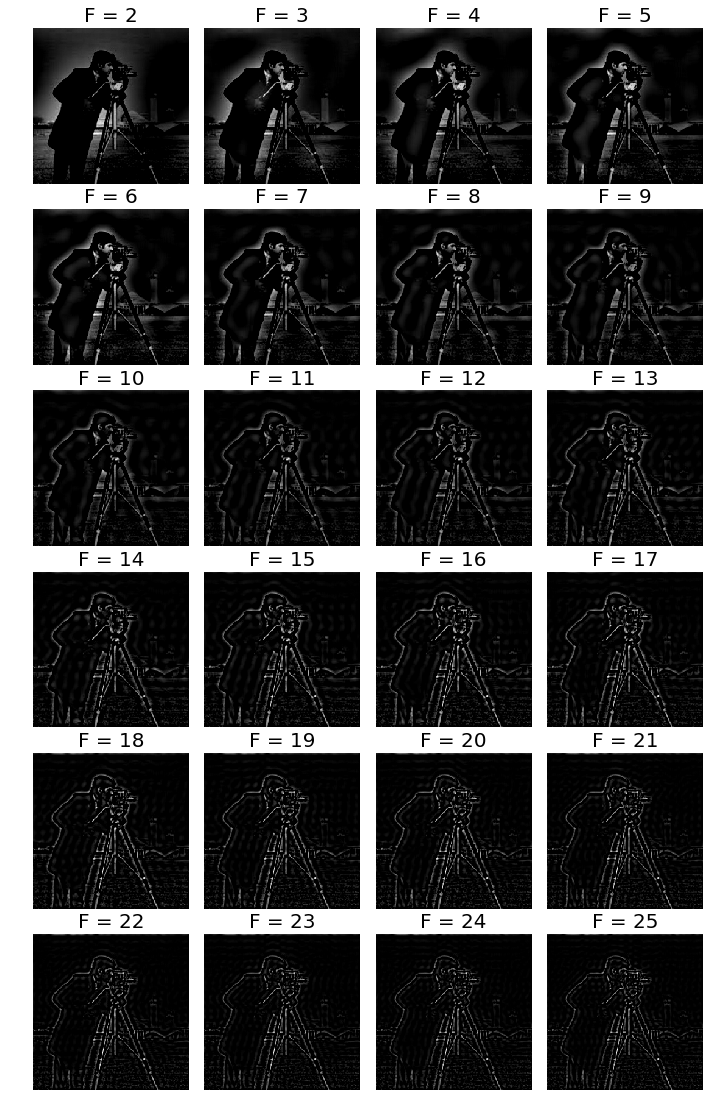 F = 2 F = 3 F = 4 F = 5
F = 6 F = 7 F = 8 F = 9
F = 10 F = 11 F = 12 F = 13
F = 14 F = 15 F = 16 F = 17
F = 18 F = 19 F = 20 F = 21
F = 22 F = 23 F = 24 F = 25